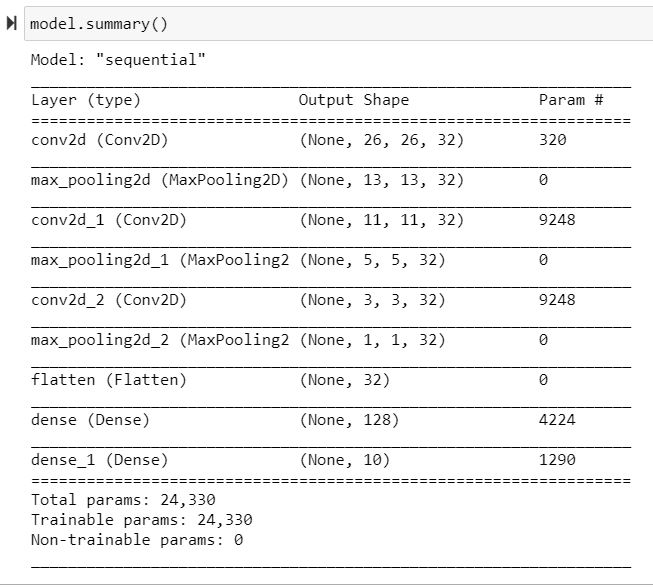 model.summary()
Model: "sequential"
_________________________________________________________________
Layer (type)                 Output Shape              Param #
=================================================================
conv2d (Conv2D)              (None, 26, 26, 32)        320
_________________________________________________________________
max_pooling2d (MaxPooling2D) (None, 13, 13, 32)        0
_________________________________________________________________
conv2d_1 (Conv2D)            (None, 11, 11, 32)        9248
_________________________________________________________________
max_pooling2d_1 (MaxPooling2 (None, 5, 5, 32)          0
_________________________________________________________________
conv2d_2 (Conv2D)            (None, 3, 3, 32)          9248
_________________________________________________________________
max_pooling2d_2 (MaxPooling2 (None, 1, 1, 32)          0
_________________________________________________________________
flatten (Flatten)            (None, 32)                0
_________________________________________________________________
dense (Dense)                (None, 128)               4224
_________________________________________________________________
dense_1 (Dense)              (None, 10)                1290
=================================================================
Total params: 24,330
Trainable params: 24,330
Non-trainable params: 0
_________________________________________________________________